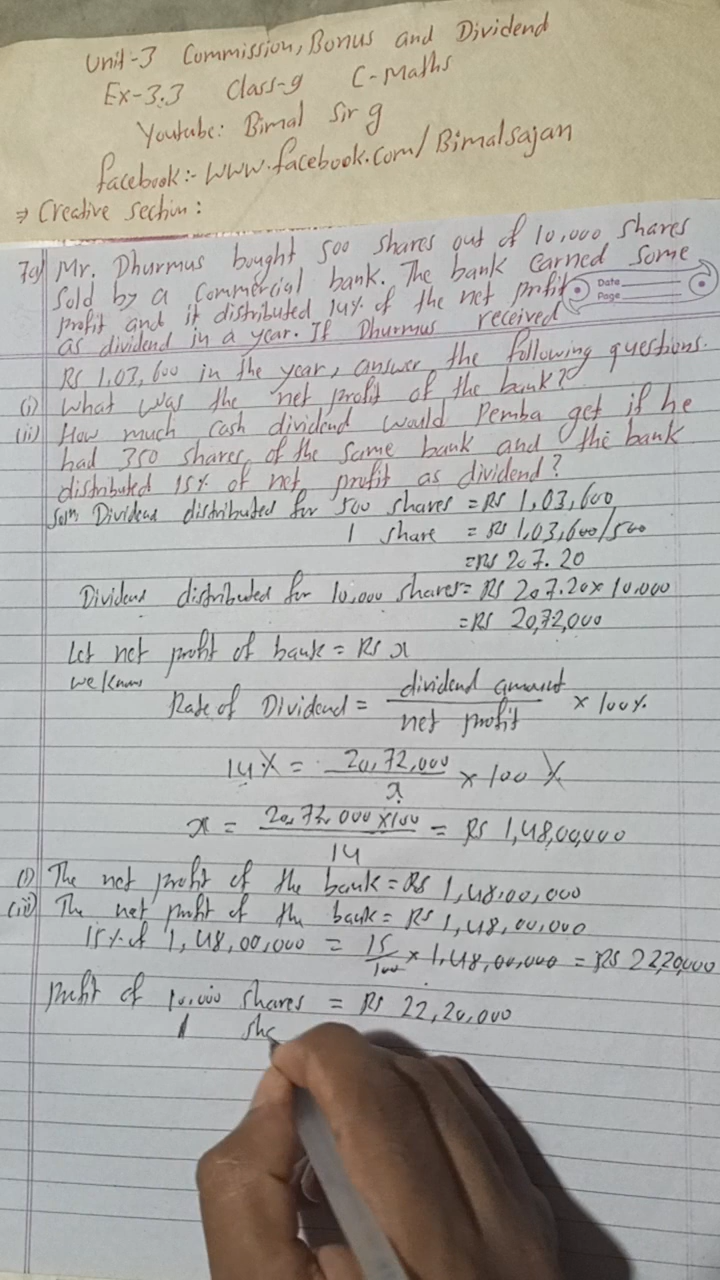 Unit-3 Commission, Bonus and Dividend
Ex-3.3 Class-9 C-Maths
Youtube: Bimal Sir g
facebook:- www.facebook.com/Bimalsajan
⇒ Creative section:
7a) Mr. Dhurmus bought 500 shares out of 10,000 shares
sold by a commercial bank. The bank earned some
profit and it distributed 14% of the net profit
Date
Page
as dividend in a year. If Dhurmus received
RS 1,03,600 in the year, answer the following questions.
(i) What was the net profit of the bank?
(ii) How much cash dividend would Pemba get if he
had 350 shares of the same bank and the bank
distributed 15% of net profit as dividend?
Soln Dividend distributed for 500 shares = RS 1,03,600
1 share = RS 1,03,600/500
= RS 207.20
Dividend distributed for 10,000 shares = RS 207.20 × 10,000
= RS 20,72,000
Let net profit of bank = RS x
we know
Rate of Dividend = dividend amount / net profit × 100%
14% = 20,72,000 / x × 100%
x = 20,72,000 × 100 / 14 = RS 1,48,00,000
(i) The net profit of the bank = RS 1,48,00,000
(ii) The net profit of the bank = RS 1,48,00,000
15% of 1,48,00,000 = 15/100 × 1,48,00,000 = RS 2220,000
Profit of 10,000 shares = RS 22,20,000
1 sha